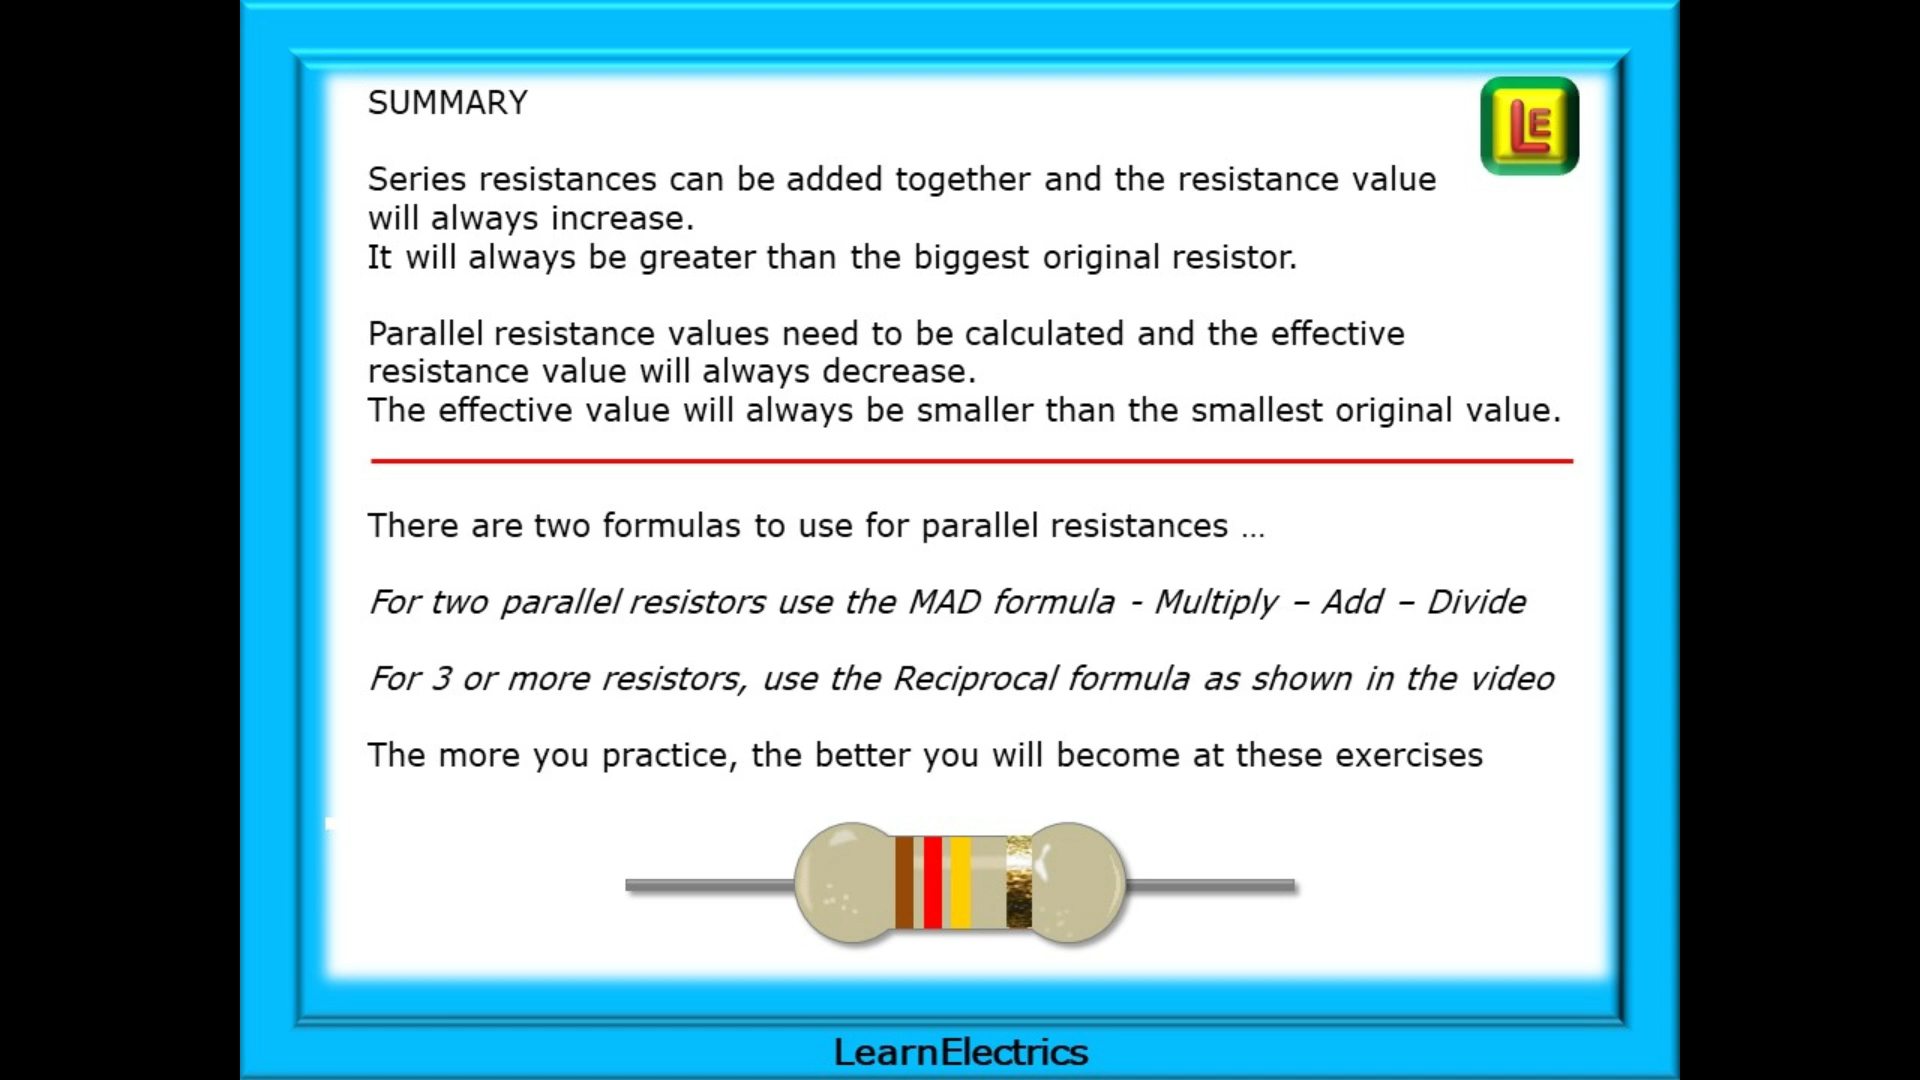 SUMMARY
LE
Series resistances can be added together and the resistance value
will always increase.
It will always be greater than the biggest original resistor.
Parallel resistance values need to be calculated and the effective
resistance value will always decrease.
The effective value will always be smaller than the smallest original value.
There are two formulas to use for parallel resistances ...
For two parallel resistors use the MAD formula - Multiply – Add – Divide
For 3 or more resistors, use the Reciprocal formula as shown in the video
The more you practice, the better you will become at these exercises
LearnElectrics